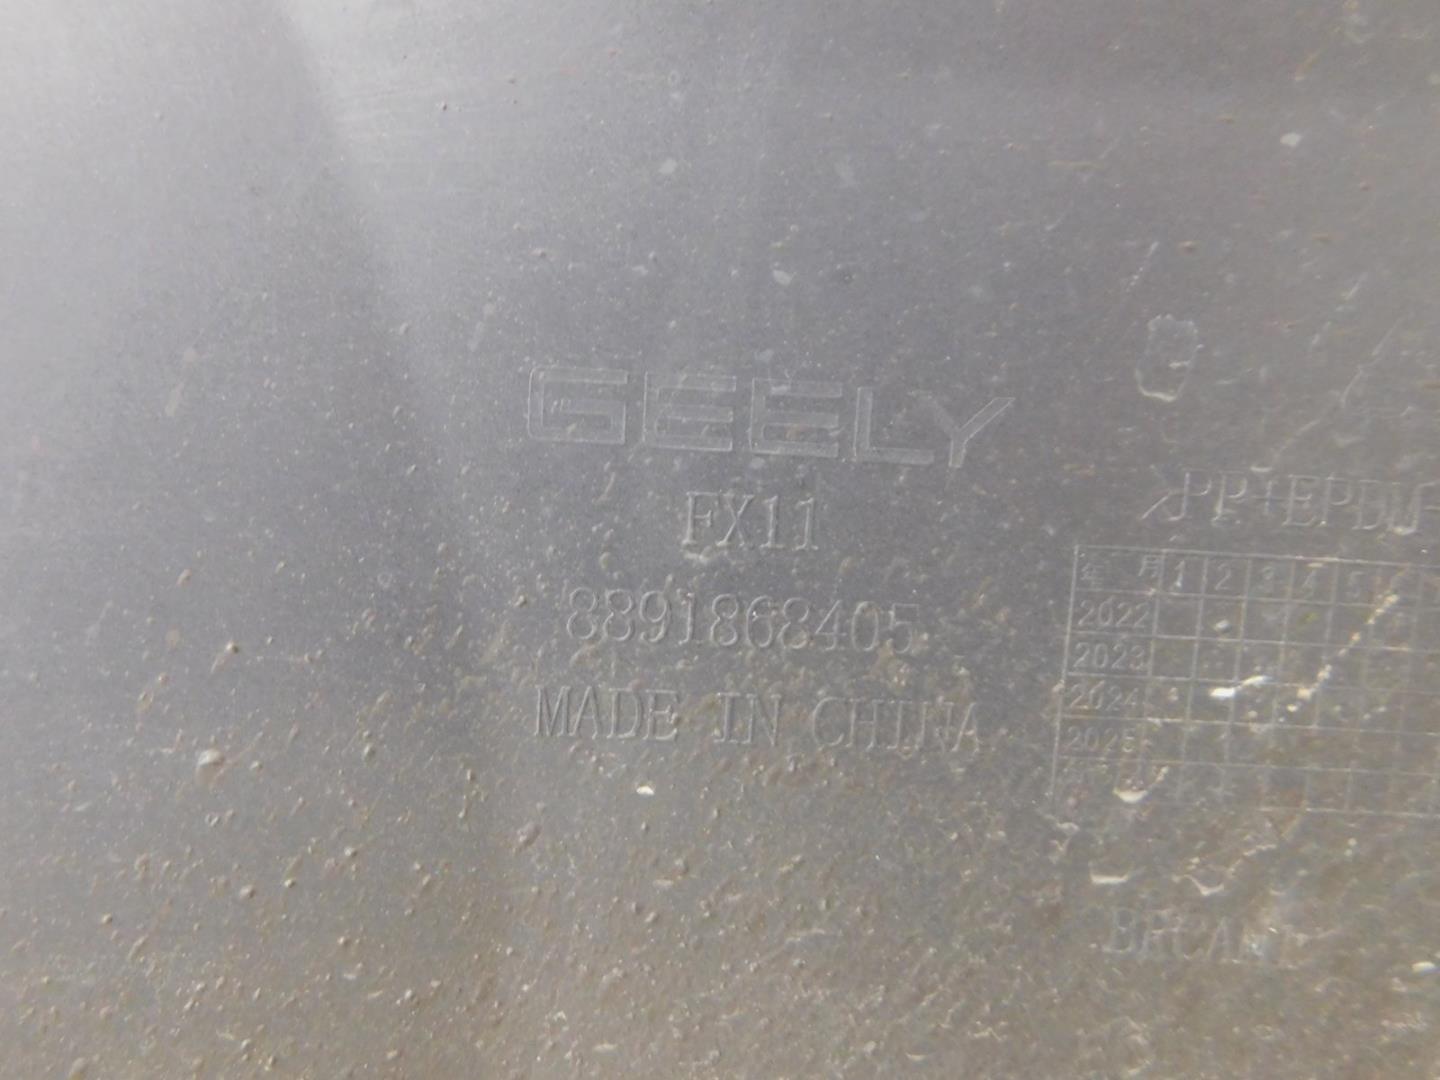 GEELY
FX11
8891868405
MADE IN CHINA
>PP+EPDM-
年 月 1 2 3 4 5 6
2022
2023
2024
2025